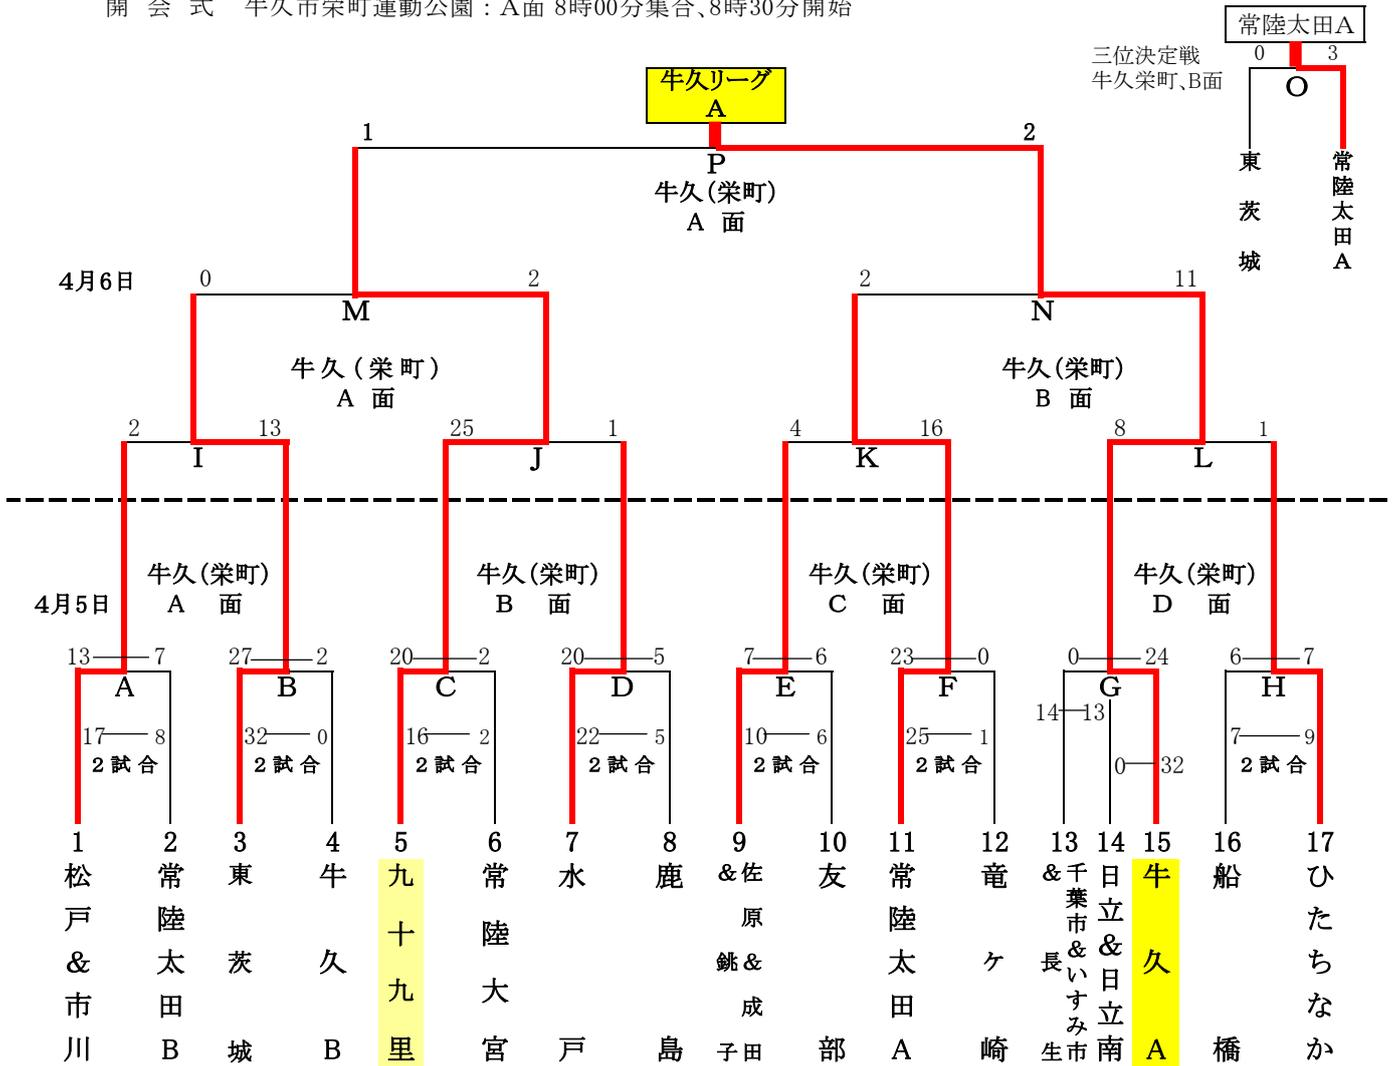 開 会 式 牛久市栄町運動公園：A面 8時00分集合、8時30分開始
常陸太田A
三位決定戦
牛久栄町、B面
0 3
O
東茨城
常陸太田A
牛久リーグ
A
1 2
P
牛久（栄町）
A 面
4月6日
0 2
M
2 11
N
牛久（栄町）
A 面
牛久（栄町）
B 面
2 13
I
25 1
J
4 16
K
8 1
L
牛久（栄町）
A 面
牛久（栄町）
B 面
牛久（栄町）
C 面
牛久（栄町）
D 面
4月5日
13 7
27 2
20 2
20 5
7 6
23 0
0 24
6 7
A B C D E F G H
14 13
17 8
32 0
16 2
22 5
10 6
25 1
0 32
7 9
2試合 2試合 2試合 2試合 2試合 2試合 2試合
1 2 3 4 5 6 7 8 9 10 11 12 13 14 15 16 17
松戸&市川
常陸太田B
東茨城
牛久B
九十九里
常陸大宮
水戸
鹿島
佐原&成田
&銚子
友部
常陸太田A
竜ケ崎
千葉市&いすみ市
&長生
日立&日立南
牛久A
船橋
ひたちなか